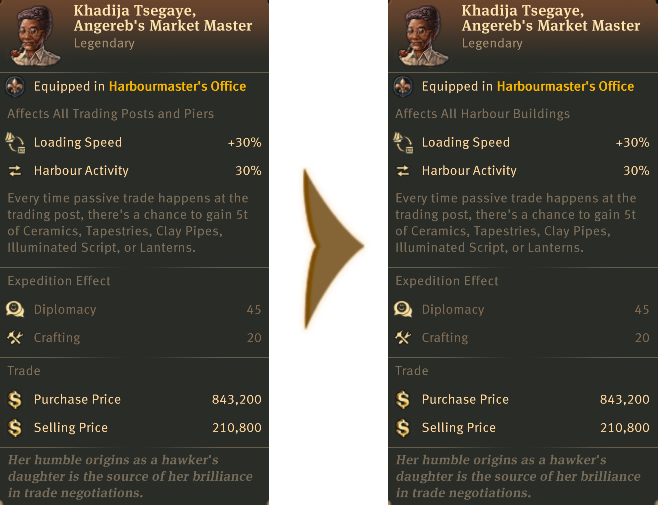 Khadija Tsegaye,
Angereb's Market Master
Legendary
Equipped in Harbourmaster's Office
Affects All Trading Posts and Piers
Loading Speed +30%
Harbour Activity 30%
Every time passive trade happens at the
trading post, there's a chance to gain 5t
of Ceramics, Tapestries, Clay Pipes,
Illuminated Script, or Lanterns.
Expedition Effect
Diplomacy 45
Crafting 20
Trade
Purchase Price 843,200
Selling Price 210,800
Her humble origins as a hawker's
daughter is the source of her brilliance
in trade negotiations.
Khadija Tsegaye,
Angereb's Market Master
Legendary
Equipped in Harbourmaster's Office
Affects All Harbour Buildings
Loading Speed +30%
Harbour Activity 30%
Every time passive trade happens at the
trading post, there's a chance to gain 5t
of Ceramics, Tapestries, Clay Pipes,
Illuminated Script, or Lanterns.
Expedition Effect
Diplomacy 45
Crafting 20
Trade
Purchase Price 843,200
Selling Price 210,800
Her humble origins as a hawker's
daughter is the source of her brilliance
in trade negotiations.